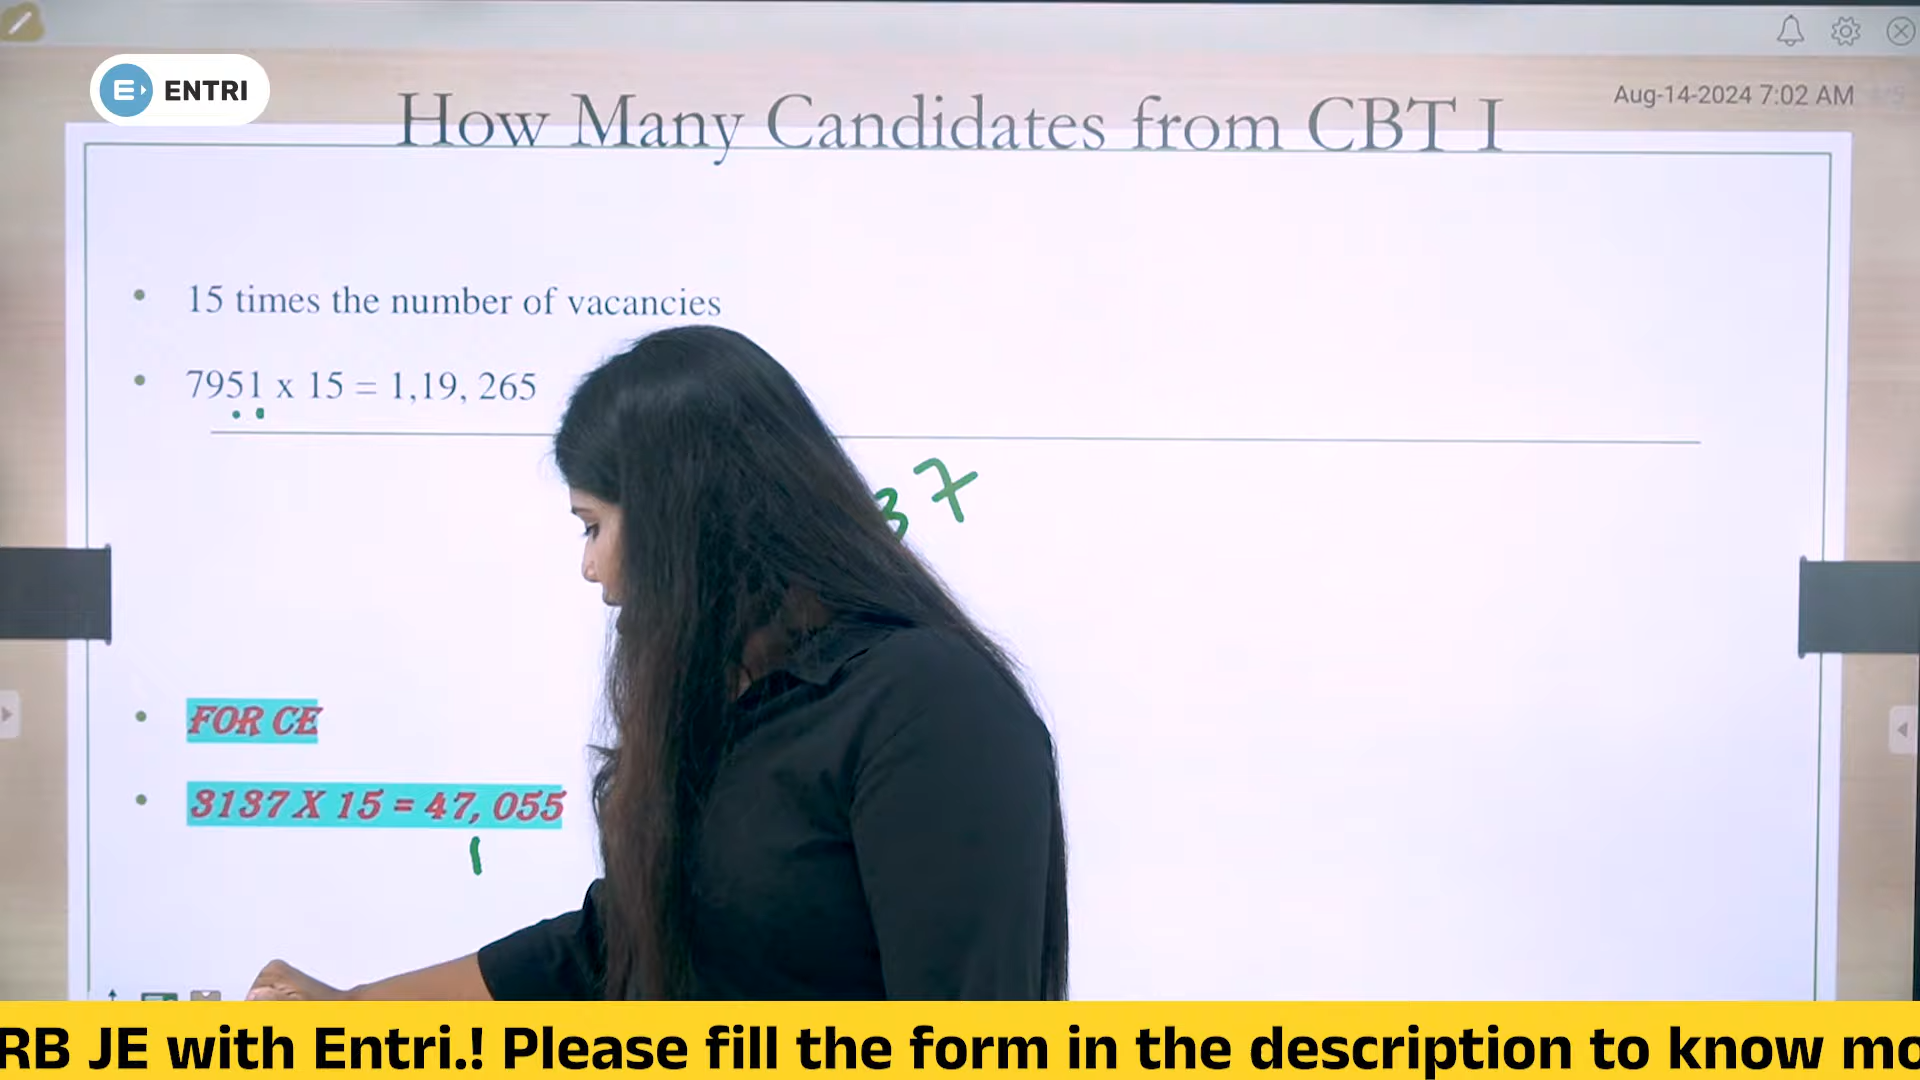 ENTRI
Aug-14-2024 7:02 AM
How Many Candidates from CBT I
• 15 times the number of vacancies
• 7951 x 15 = 1,19, 265
37
• FOR CE
• 3137 X 15 = 47, 055
RB JE with Entri.! Please fill the form in the description to know mo